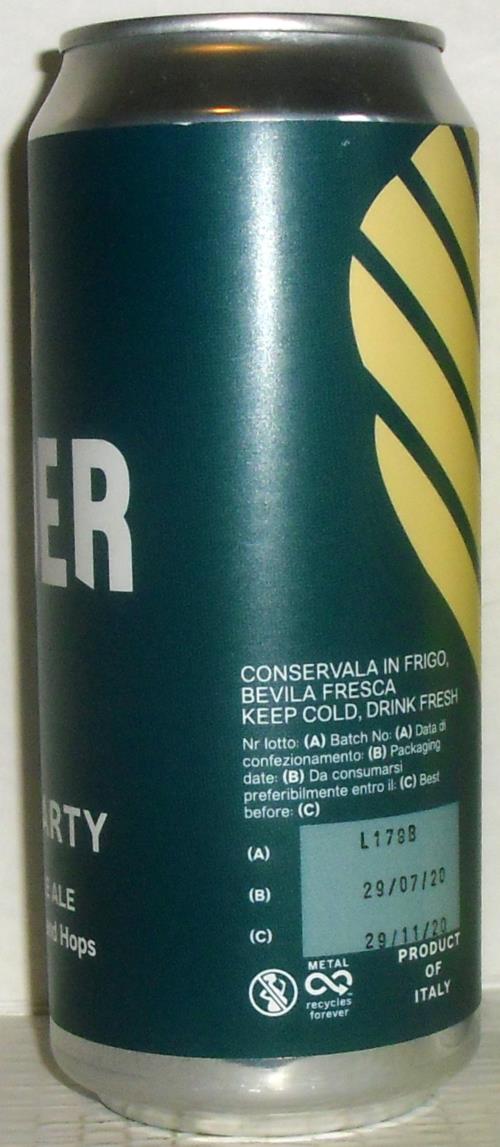 ER
ARTY
E ALE
Hops
CONSERVALA IN FRIGO,
BEVILA FRESCA
KEEP COLD, DRINK FRESH
Nr lotto: (A) Batch No: (A) Data di
confezionamento: (B) Packaging
date: (B) Da consumarsi
preferibilmente entro il: (C) Best
before: (C)
(A) L178B
(B) 29/07/20
(C) 29/11/20
METAL
recycles
forever
PRODUCT
OF
ITALY